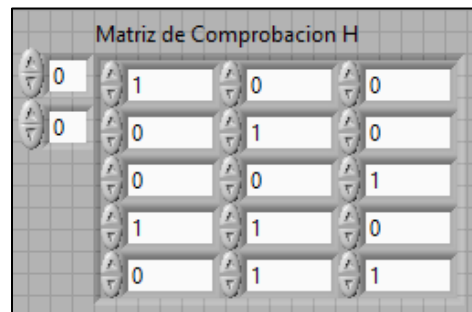 Matriz de Comprobacion H
0 1 0 0
0 0 1 0
0 0 1
1 1 0
0 1 1